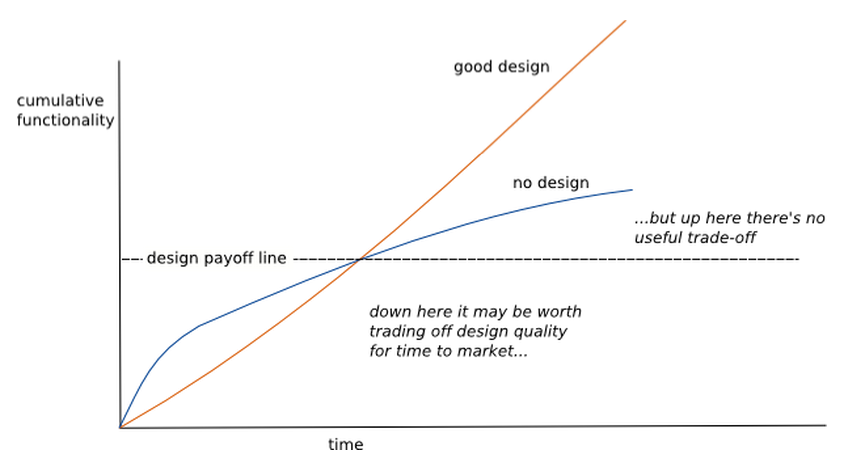 good design
cumulative
functionality
no design
...but up here there's no
useful trade-off
design payoff line
down here it may be worth
trading off design quality
for time to market...
time